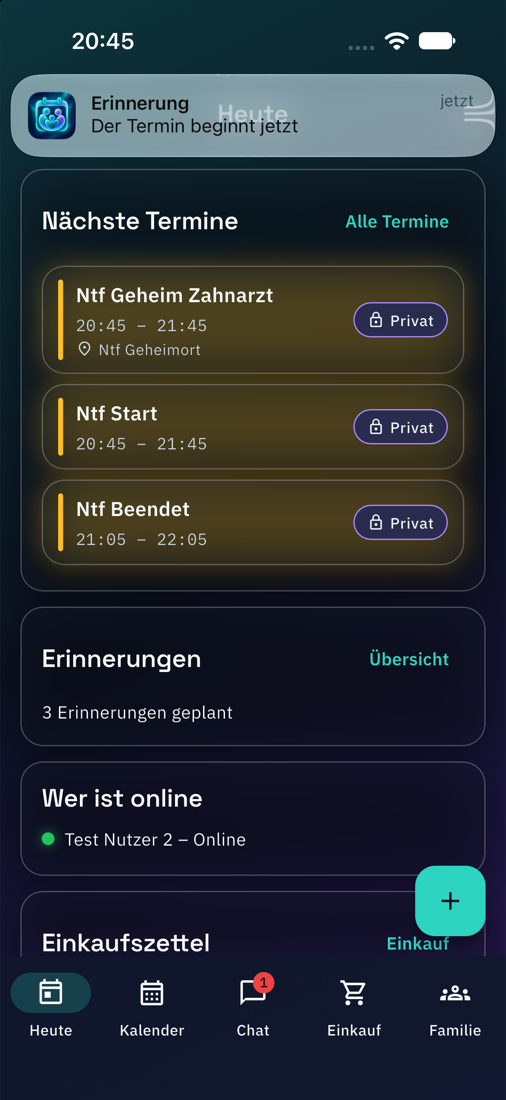 20:45
Erinnerung
jetzt
Der Termin beginnt jetzt
Heute
Nächste Termine
Alle Termine
Ntf Geheim Zahnarzt
20:45 – 21:45
Ntf Geheimort
Privat
Ntf Start
20:45 – 21:45
Privat
Ntf Beendet
21:05 – 22:05
Privat
Erinnerungen
Übersicht
3 Erinnerungen geplant
Wer ist online
Test Nutzer 2 – Online
Einkaufszettel
Einkauf
1
Heute
Kalender
Chat
Einkauf
Familie